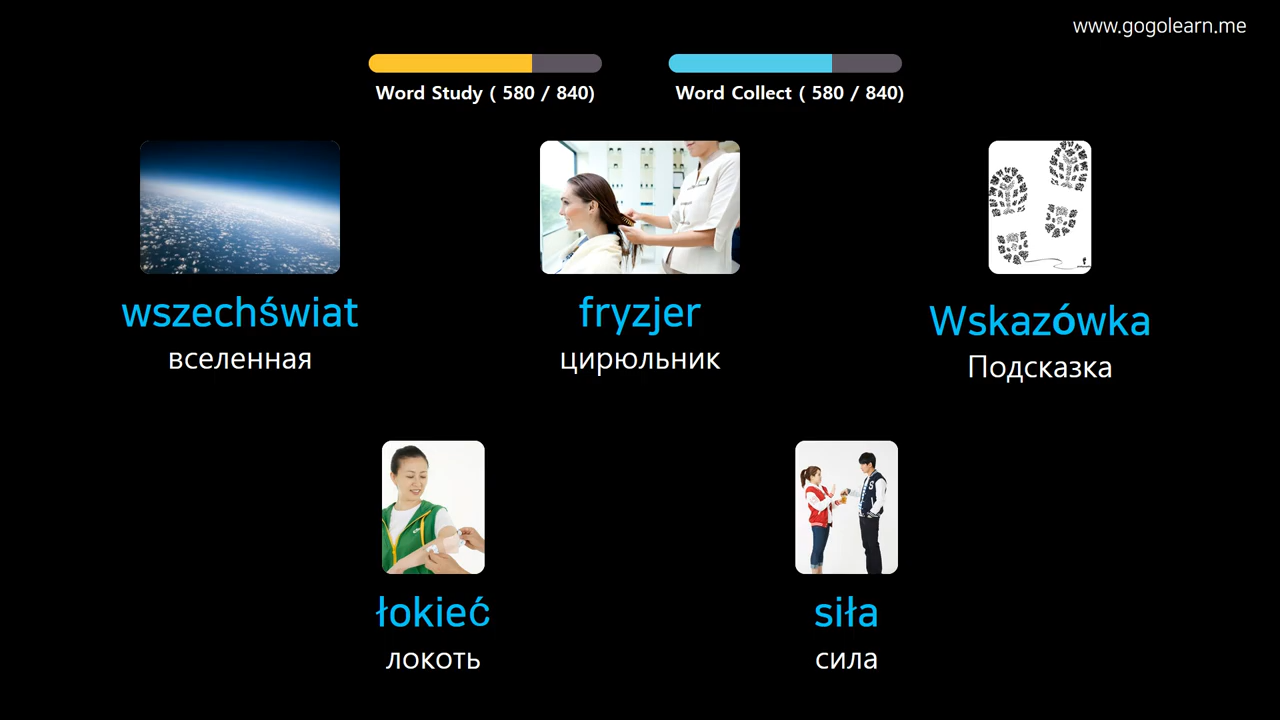 www.gogolearn.me
Word Study ( 580 / 840)
Word Collect ( 580 / 840)
wszechświat
вселенная
fryzjer
цирюльник
Wskazówka
Подсказка
łokieć
локоть
siła
сила